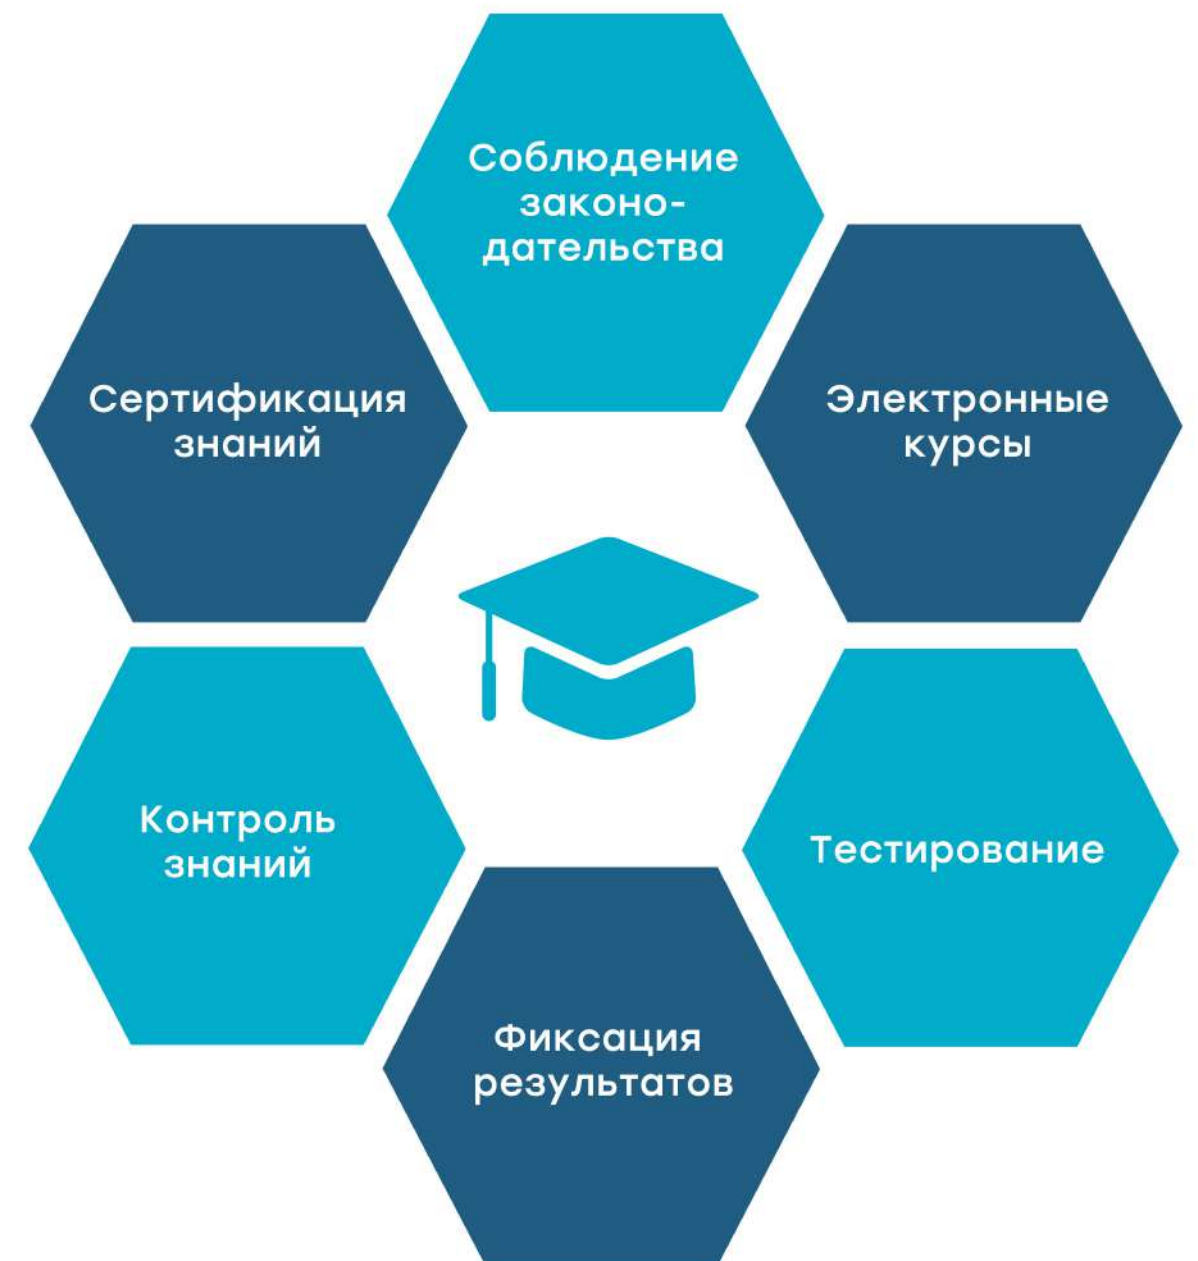 Соблюдение
законо-
дательства
Сертификация
знаний
Электронные
курсы
Контроль
знаний
Тестирование
Фиксация
результатов